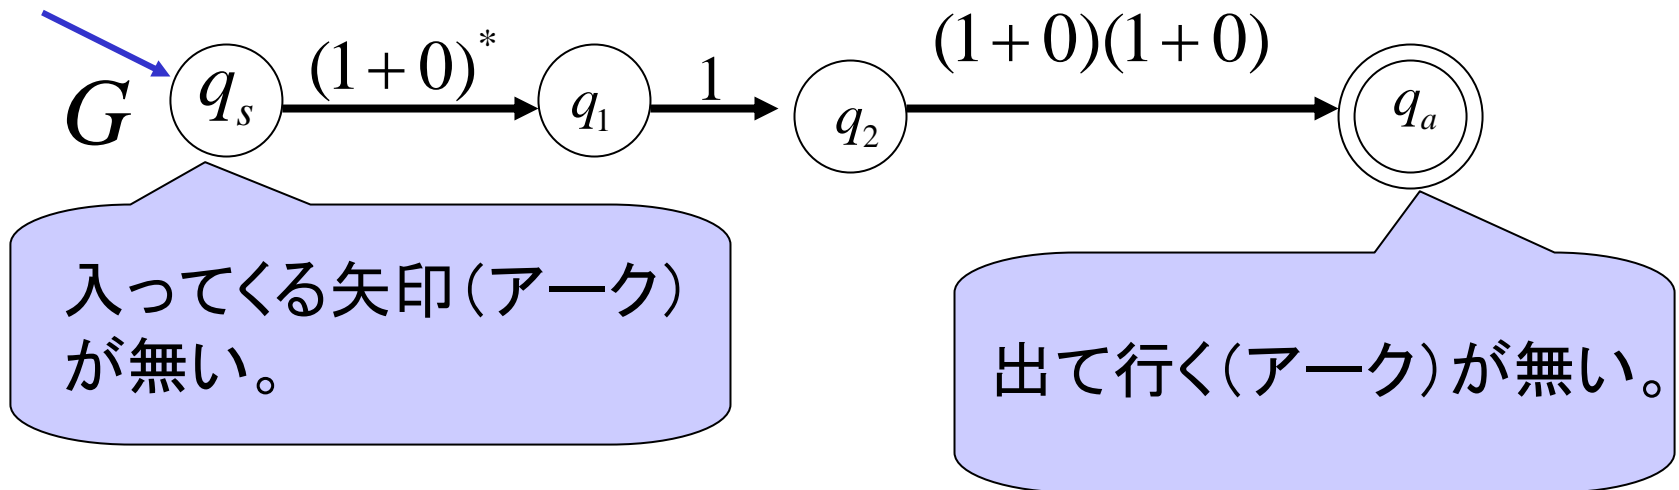 G
q_s
(1+0)^*
q_1
1
q_2
(1+0)(1+0)
q_a
入ってくる矢印(アーク)
が無い。
出て行く(アーク)が無い。